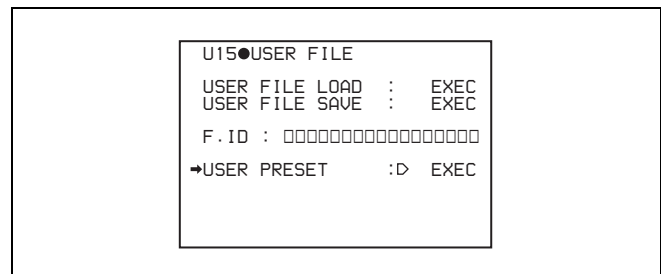 U15●USER FILE
USER FILE LOAD : EXEC
USER FILE SAVE : EXEC
F.ID : □□□□□□□□□□□□□□□□□□
➡USER PRESET :▷ EXEC